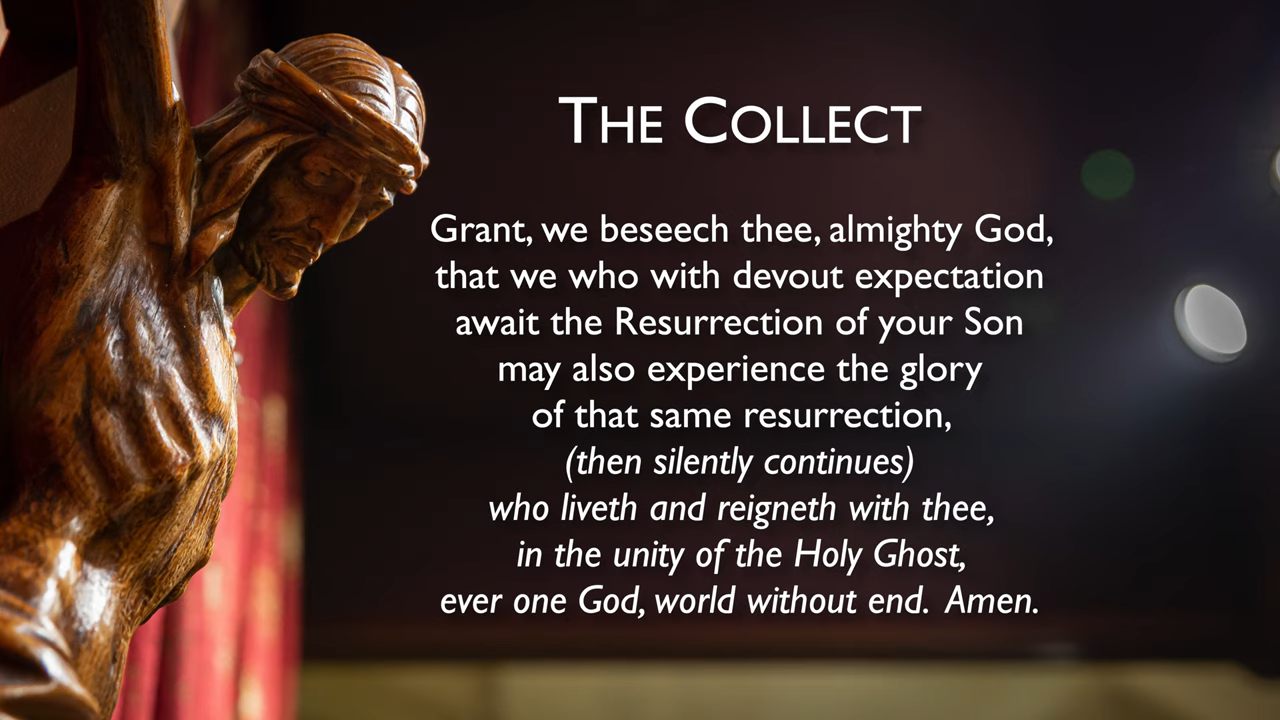 The Collect
Grant, we beseech thee, almighty God,
that we who with devout expectation
await the Resurrection of your Son
may also experience the glory
of that same resurrection,
(then silently continues)
who liveth and reigneth with thee,
in the unity of the Holy Ghost,
ever one God, world without end.  Amen.